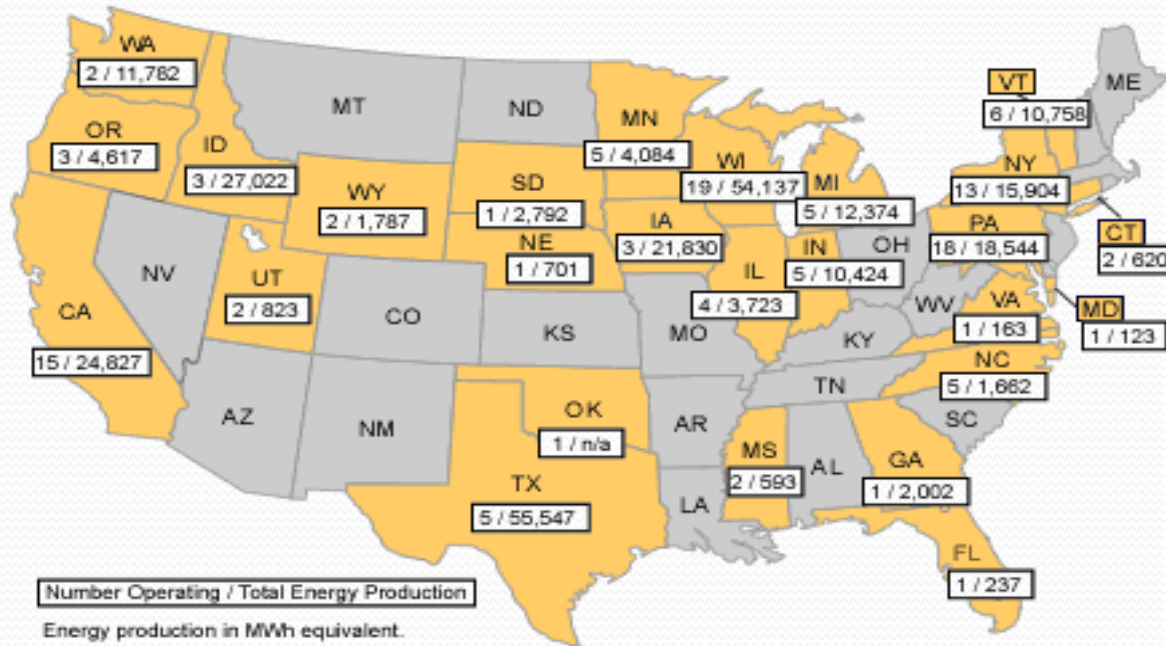 WA
2 / 11,782
MT
ND
MN
5 / 4,084
VT
6 / 10,758
ME
OR
3 / 4,617
ID
3 / 27,022
WY
2 / 1,787
SD
1 / 2,792
WI
19 / 54,137
MI
5 / 12,374
NY
13 / 15,904
NE
1 / 701
IA
3 / 21,830
IL
4 / 3,723
IN
5 / 10,424
OH
PA
18 / 18,544
CT
2 / 620
NV
UT
2 / 823
CO
KS
MO
KY
WV
VA
1 / 163
MD
1 / 123
CA
15 / 24,827
AZ
NM
OK
1 / n/a
AR
TN
NC
5 / 1,662
SC
TX
5 / 55,547
LA
MS
2 / 593
AL
GA
1 / 2,002
FL
1 / 237
Number Operating / Total Energy Production
Energy production in MWh equivalent.